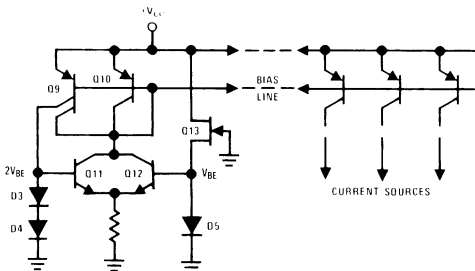 +VCC
Q9
Q10
BIAS
LINE
Q13
2VBE
Q11
Q12
VBE
D3
D4
D5
CURRENT SOURCES